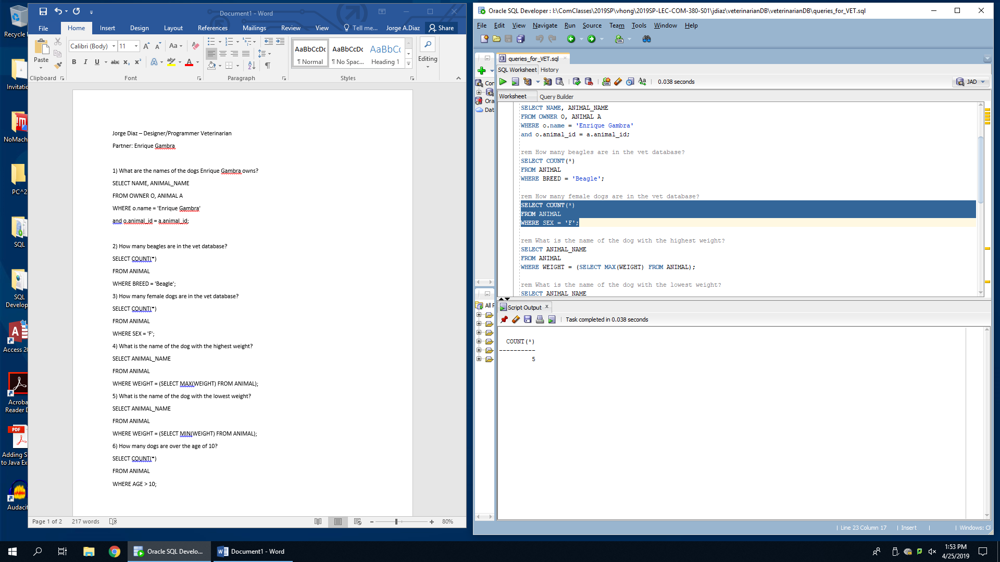 Recycle
Invitatio
NoMach
PC^2
SQL
SQL
Develop
Access 20
Acroba
Reader D
PDF
Adding S
to Java Ex
Audacit
Document1 - Word
File
Home
Insert
Design
Layout
References
Mailings
Review
View
Tell me...
Jorge A.Diaz
Share
Paste
Calibri (Body)
11
Clipboard
Font
Paragraph
AaBbCcDc
¶ Normal
AaBbCcDc
¶ No Spac...
AaBbCc
Heading 1
Styles
Editing
Jorge Diaz – Designer/Programmer Veterinarian
Partner: Enrique Gambra
1) What are the names of the dogs Enrique Gambra owns?
SELECT NAME, ANIMAL_NAME
FROM OWNER O, ANIMAL A
WHERE o.name = 'Enrique Gambra'
and o.animal_id = a.animal_id;
2) How many beagles are in the vet database?
SELECT COUNT(*)
FROM ANIMAL
WHERE BREED = 'Beagle';
3) How many female dogs are in the vet database?
SELECT COUNT(*)
FROM ANIMAL
WHERE SEX = 'F';
4) What is the name of the dog with the highest weight?
SELECT ANIMAL_NAME
FROM ANIMAL
WHERE WEIGHT = (SELECT MAX(WEIGHT) FROM ANIMAL);
5) What is the name of the dog with the lowest weight?
SELECT ANIMAL_NAME
FROM ANIMAL
WHERE WEIGHT = (SELECT MIN(WEIGHT) FROM ANIMAL);
6) How many dogs are over the age of 10?
SELECT COUNT(*)
FROM ANIMAL
WHERE AGE > 10;
Page 1 of 2 217 words
80%
Oracle SQL Developer : I:\ComClasses\2019SP\vhong\2019SP-LEC-COM-380-S01\jdiaz\veterinarianDB\veterinarianDB\queries_for_VET.sql
File Edit View Navigate Run Source Team Tools Window Help
queries_for_VET.sql
SQL Worksheet History
0.038 seconds
JAD
Con
Ora
Dat
All F
Worksheet Query Builder
SELECT NAME, ANIMAL_NAME
FROM OWNER O, ANIMAL A
WHERE o.name = 'Enrique Gambra'
and o.animal_id = a.animal_id;
rem How many beagles are in the vet database?
SELECT COUNT(*)
FROM ANIMAL
WHERE BREED = 'Beagle';
rem How many female dogs are in the vet database?
SELECT COUNT(*)
FROM ANIMAL
WHERE SEX = 'F';
rem What is the name of the dog with the highest weight?
SELECT ANIMAL_NAME
FROM ANIMAL
WHERE WEIGHT = (SELECT MAX(WEIGHT) FROM ANIMAL);
rem What is the name of the dog with the lowest weight?
SELECT ANIMAL NAME
Script Output
Task completed in 0.038 seconds
COUNT(*)
----------
5
Line 23 Column 17 Insert Windows: CF
Oracle SQL Develo...
Document1 - Word
1:53 PM
4/25/2019